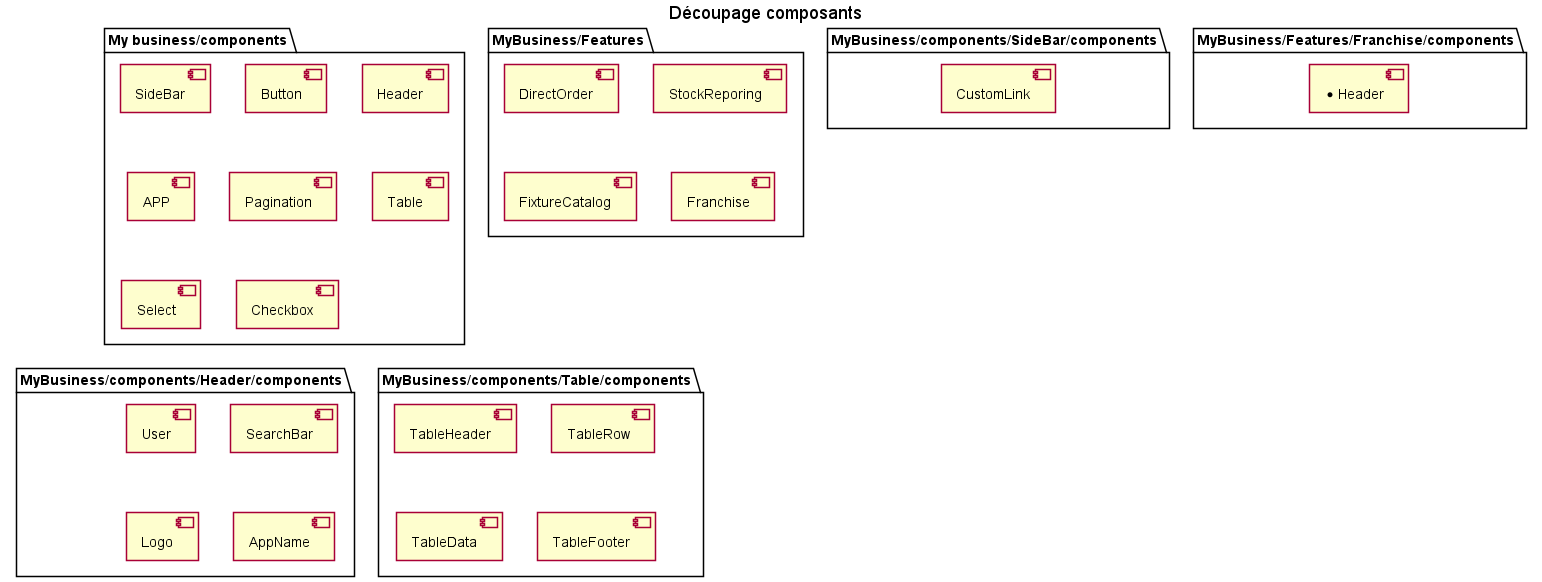 Découpage composants
My business/components
SideBar
Button
Header
APP
Pagination
Table
Select
Checkbox
MyBusiness/Features
DirectOrder
StockReporing
FixtureCatalog
Franchise
MyBusiness/components/SideBar/components
CustomLink
MyBusiness/Features/Franchise/components
• Header
MyBusiness/components/Header/components
User
SearchBar
Logo
AppName
MyBusiness/components/Table/components
TableHeader
TableRow
TableData
TableFooter